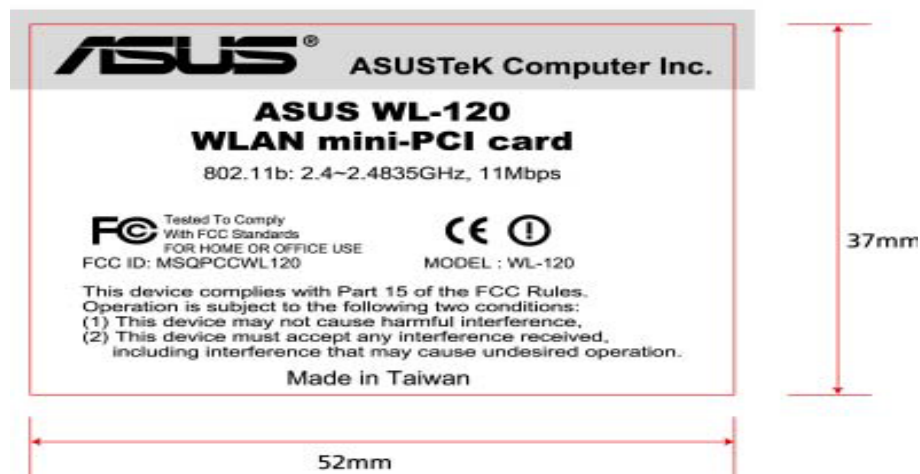 ASUS® ASUSTeK Computer Inc.
ASUS WL-120
WLAN mini-PCI card
802.11b: 2.4~2.4835GHz, 11Mbps
FC Tested To Comply
With FCC Standards
FOR HOME OR OFFICE USE
CE
FCC ID: MSQPCCWL120
MODEL : WL-120
This device complies with Part 15 of the FCC Rules.
Operation is subject to the following two conditions:
(1) This device may not cause harmful interference,
(2) This device must accept any interference received,
including interference that may cause undesired operation.
Made in Taiwan
37mm
52mm